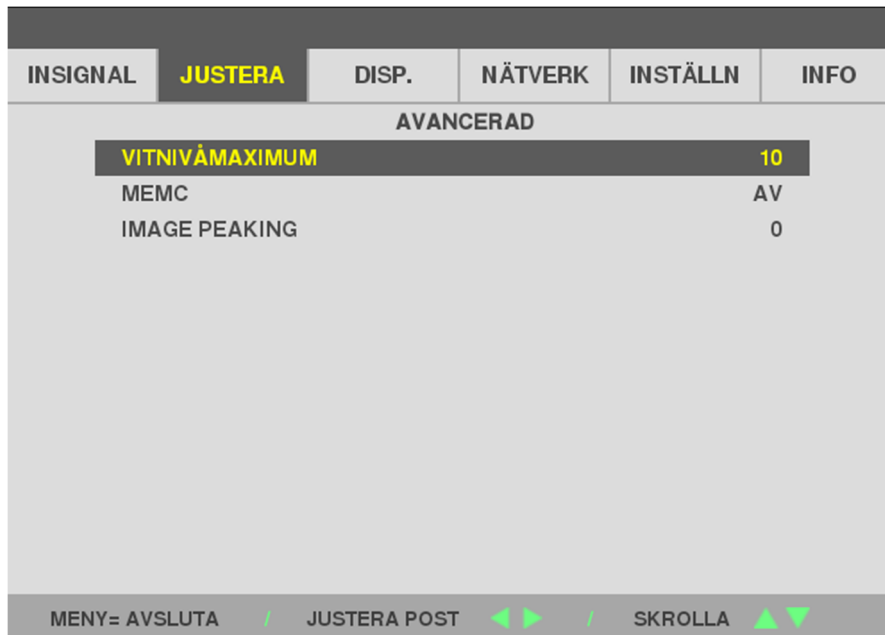 INSIGNAL JUSTERA DISP. NÄTVERK INSTÄLLN INFO
AVANCERAD
VITNIVÅMAXIMUM 10
MEMC AV
IMAGE PEAKING 0
MENY= AVSLUTA / JUSTERA POST ◀ ▶ / SKROLLA ▲ ▼